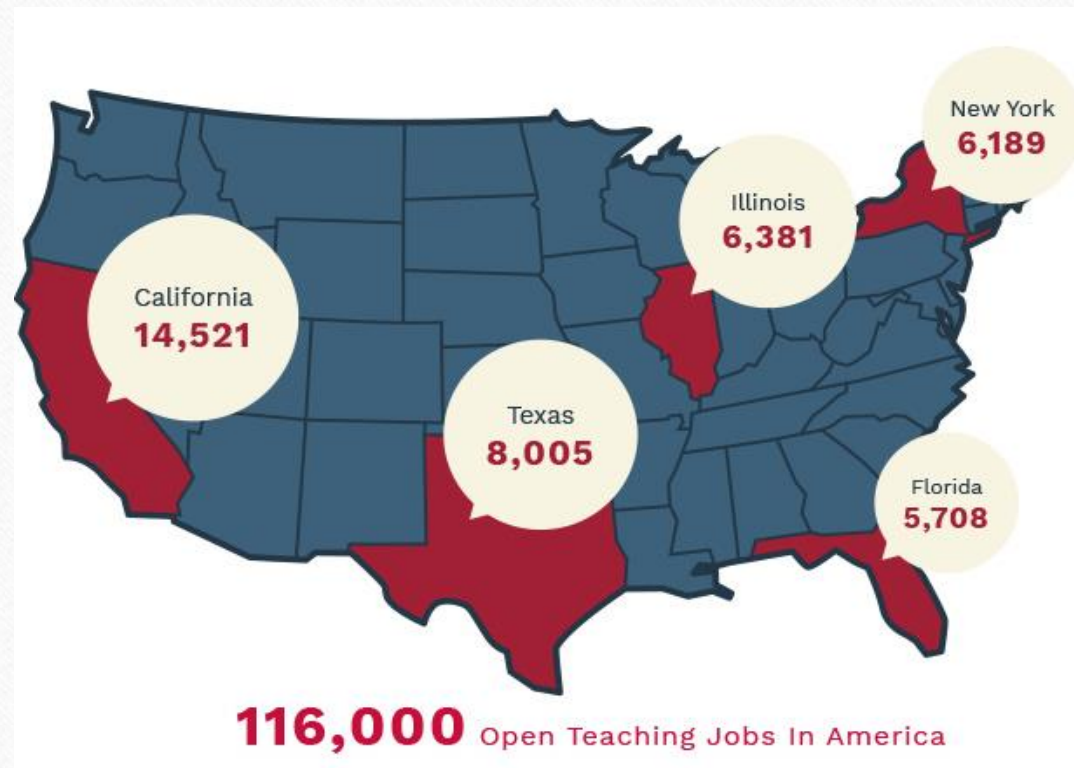 New York
6,189
Illinois
6,381
California
14,521
Texas
8,005
Florida
5,708
116,000 Open Teaching Jobs In America